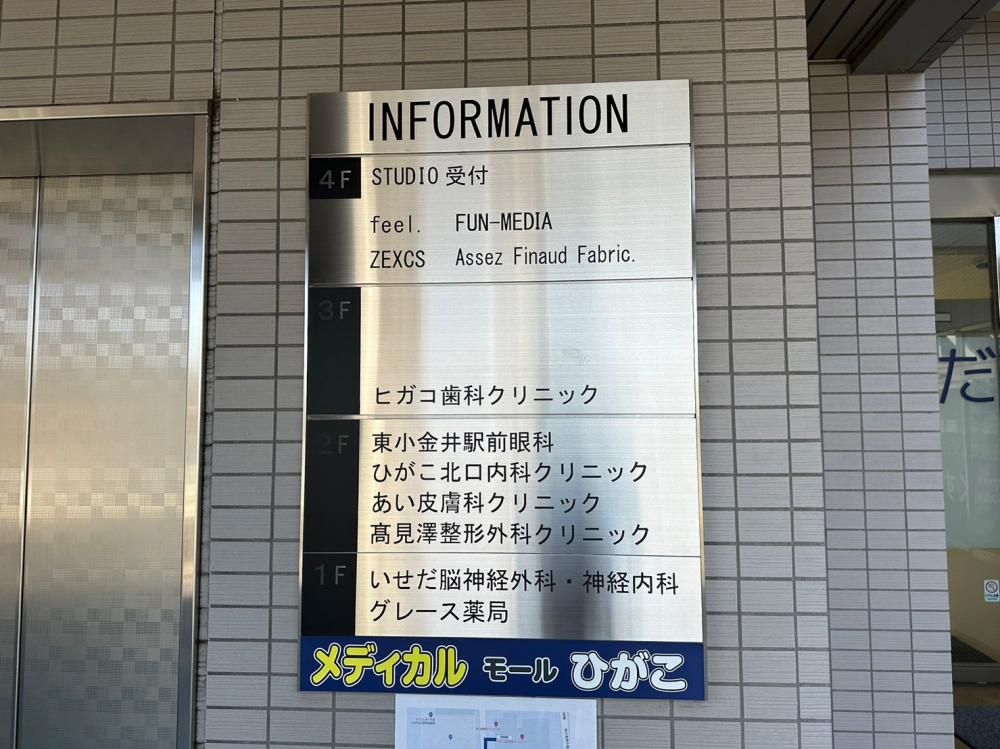 INFORMATION
4F STUDIO 受付
feel. FUN-MEDIA
ZEXCS Assez Finaud Fabric.
3F
ヒガコ歯科クリニック
2F 東小金井駅前眼科
ひがこ北口内科クリニック
あい皮膚科クリニック
髙見澤整形外科クリニック
1F いせだ脳神経外科・神経内科
グレース薬局
メディカル モール ひがこ
だ